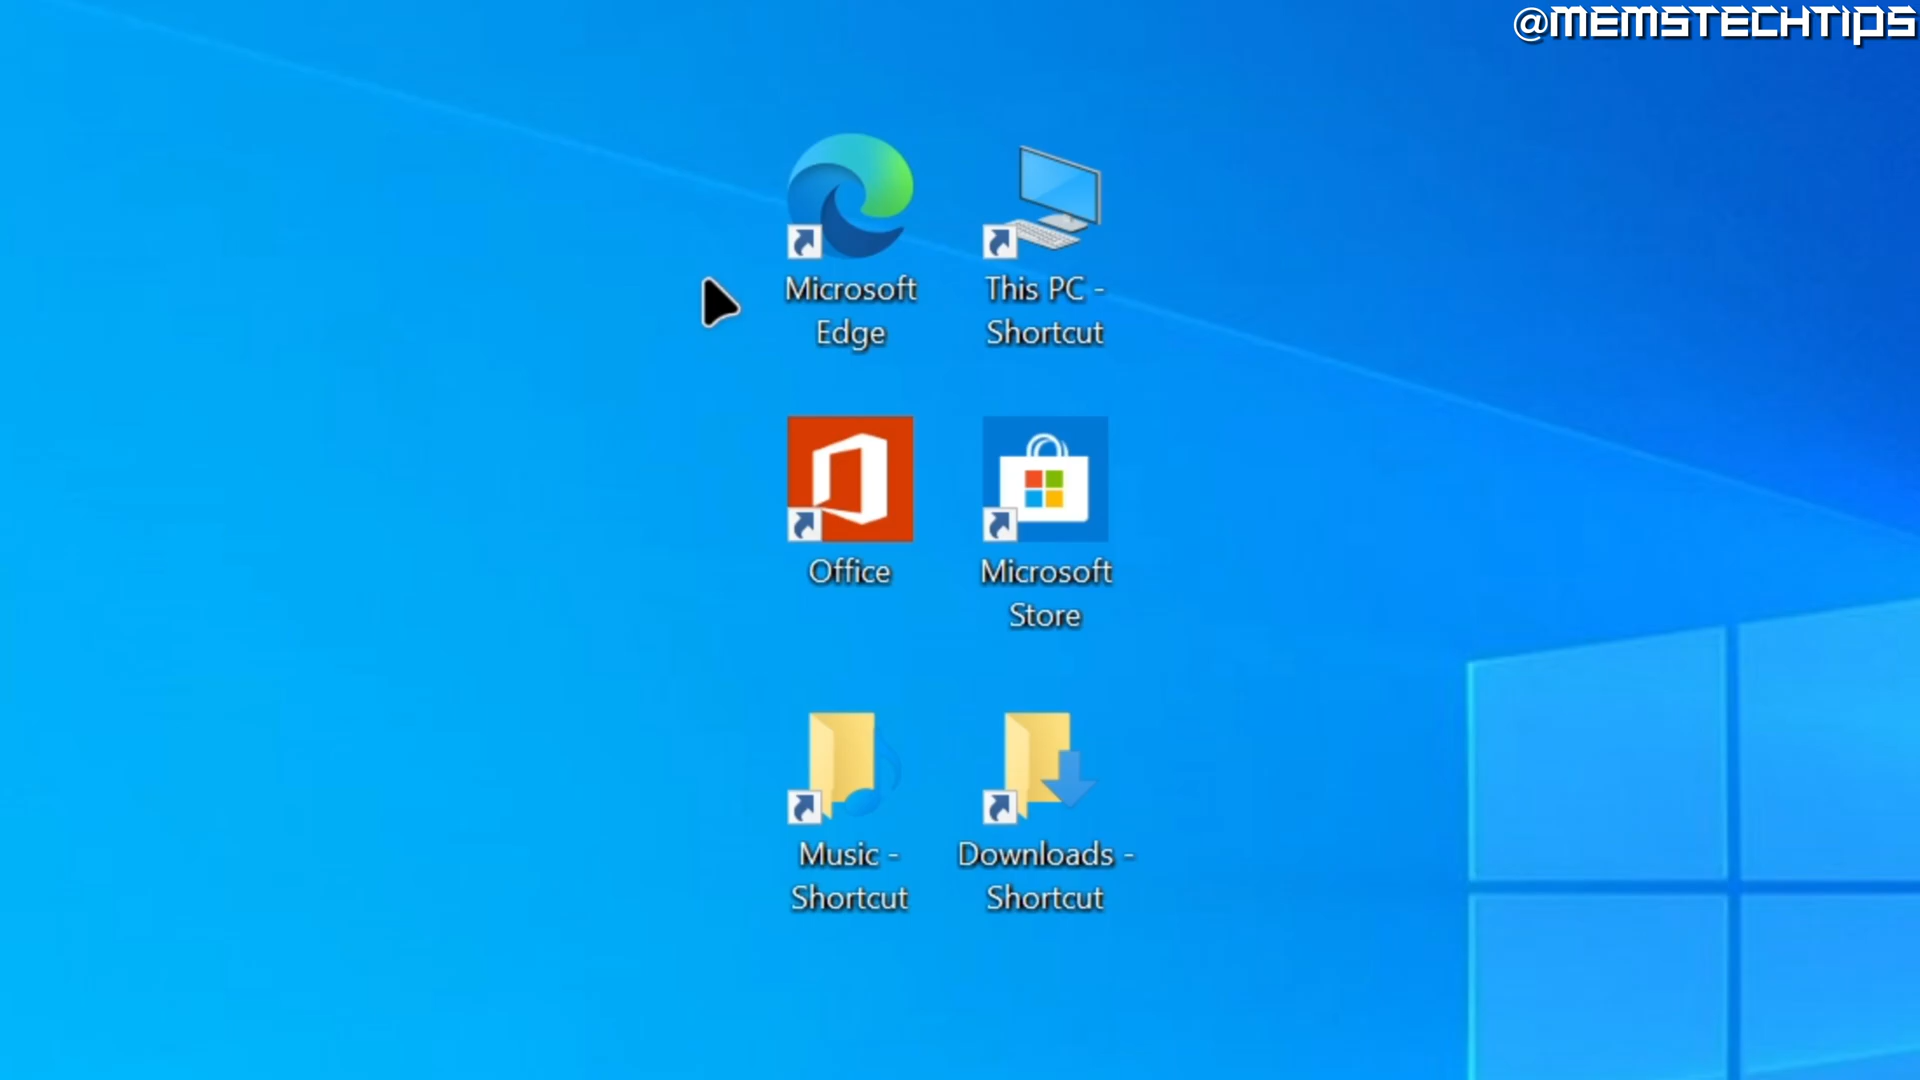 @MEMSTECHTIPS
Microsoft
Edge
This PC -
Shortcut
Office
Microsoft
Store
Music -
Shortcut
Downloads -
Shortcut